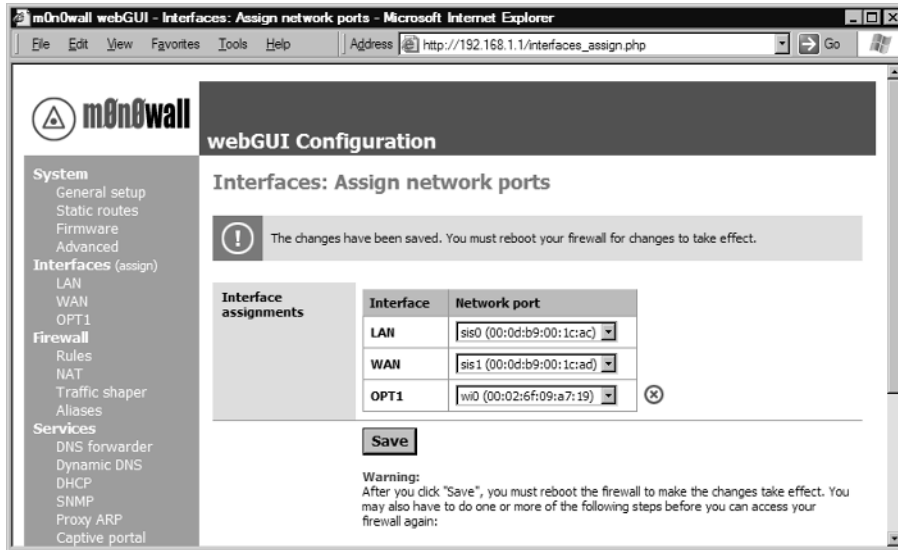 m0n0wall webGUI - Interfaces: Assign network ports - Microsoft Internet Explorer
File Edit View Favorites Tools Help Address http://192.168.1.1/interfaces_assign.php Go
m0n0wall
webGUI Configuration
System
General setup
Static routes
Firmware
Advanced
Interfaces (assign)
LAN
WAN
OPT1
Firewall
Rules
NAT
Traffic shaper
Aliases
Services
DNS forwarder
Dynamic DNS
DHCP
SNMP
Proxy ARP
Captive portal
Interfaces: Assign network ports
The changes have been saved. You must reboot your firewall for changes to take effect.
Interface
assignments
Interface Network port
LAN sis0 (00:0d:b9:00:1c:ac)
WAN sis1 (00:0d:b9:00:1c:ad)
OPT1 wi0 (00:02:6f:09:a7:19)
Save
Warning:
After you click "Save", you must reboot the firewall to make the changes take effect. You
may also have to do one or more of the following steps before you can access your
firewall again: